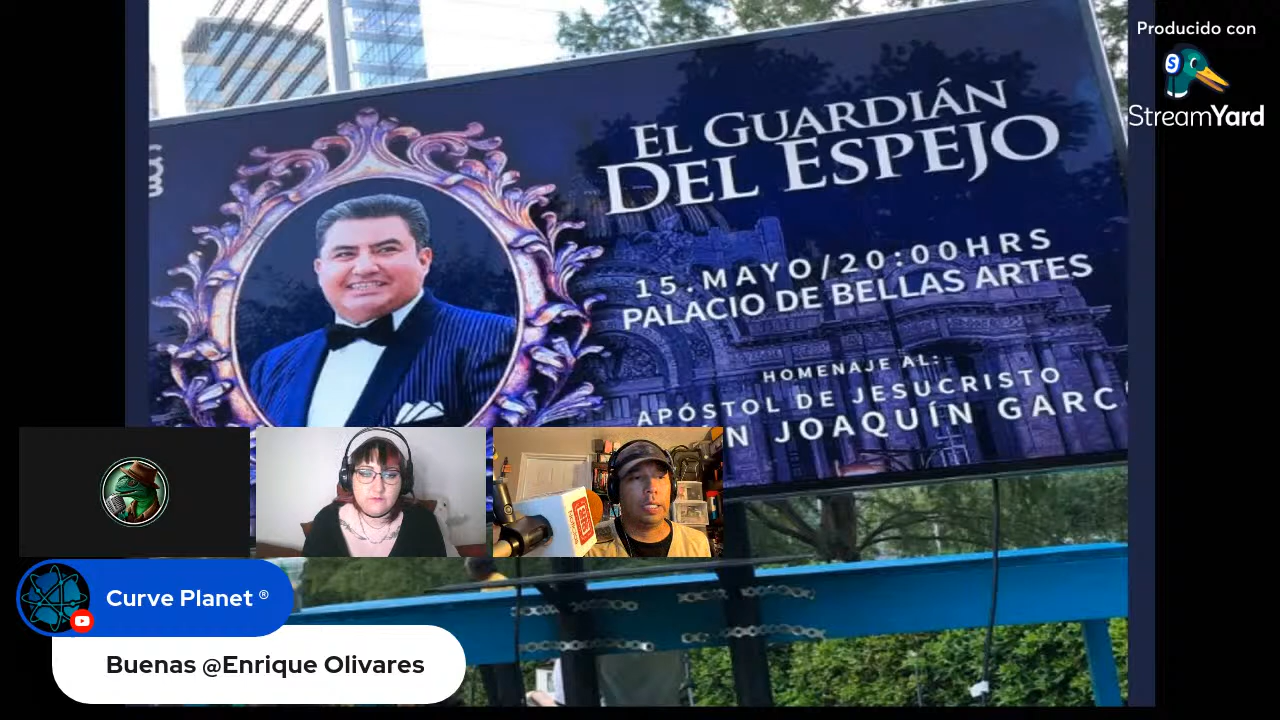 Producido con
StreamYard
EL GUARDIÁN
DEL ESPEJO
15.MAYO/20:00HRS
PALACIO DE BELLAS ARTES
HOMENAJE AL:
APÓSTOL DE JESUCRISTO
N JOAQUÍN GARC
Curve Planet ®
Buenas @Enrique Olivares